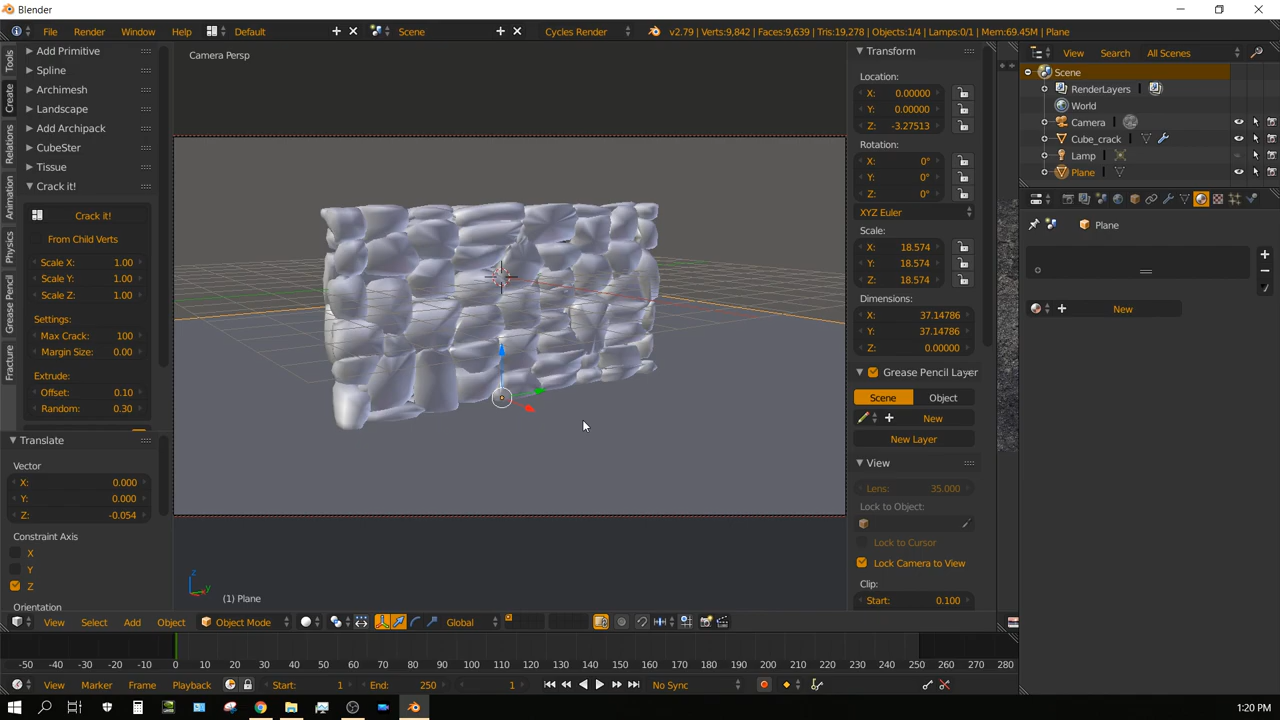 Blender
File
Render
Window
Help
Default
Scene
Cycles Render
v2.79 | Verts:9,842 | Faces:9,639 | Tris:19,278 | Objects:1/4 | Lamps:0/1 | Mem:69.45M | Plane
Tools
Create
Relations
Animation
Physics
Grease Pencil
Fracture
Add Primitive
Spline
Archimesh
Landscape
Add Archipack
CubeSter
Tissue
Crack it!
Crack it!
From Child Verts
Scale X: 1.00
Scale Y: 1.00
Scale Z: 1.00
Settings:
Max Crack: 100
Margin Size: 0.00
Extrude:
Offset: 0.10
Random: 0.30
Translate
Vector
X: 0.000
Y: 0.000
Z: -0.054
Constraint Axis
X
Y
Z
Orientation
Camera Persp
z
y
(1) Plane
Transform
Location:
X: 0.00000
Y: 0.00000
Z: -3.27513
Rotation:
X: 0°
Y: 0°
Z: 0°
XYZ Euler
Scale:
X: 18.574
Y: 18.574
Z: 18.574
Dimensions:
X: 37.14786
Y: 37.14786
Z: 0.00000
Grease Pencil Layer
Scene
Object
New
New Layer
View
Lens: 35.000
Lock to Object:
Lock to Cursor
Lock Camera to View
Clip:
Start: 0.100
View
Search
All Scenes
Scene
RenderLayers
World
Camera
Cube_crack
Lamp
Plane
Plane
New
View
Select
Add
Object
Object Mode
Global
-50 -40 -30 -20 -10 0 10 20 30 40 50 60 70 80 90 100 110 120 130 140 150 160 170 180 190 200 210 220 230 240 250 260 270 280
View
Marker
Frame
Playback
Start: 1
End: 250
1
No Sync
1:20 PM